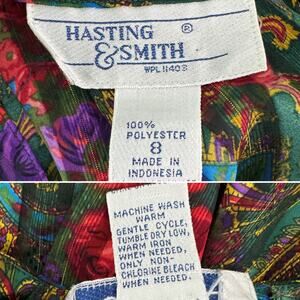 HASTING ®
&SMITH
WPL 11403
100%
POLYESTER
8
MADE IN
INDONESIA
MACHINE WASH
WARM
GENTLE CYCLE,
TUMBLE DRY LOW,
WARM IRON
WHEN NEEDED,
ONLY NON-
CHLORINE BLEACH
WHEN NEEDED.